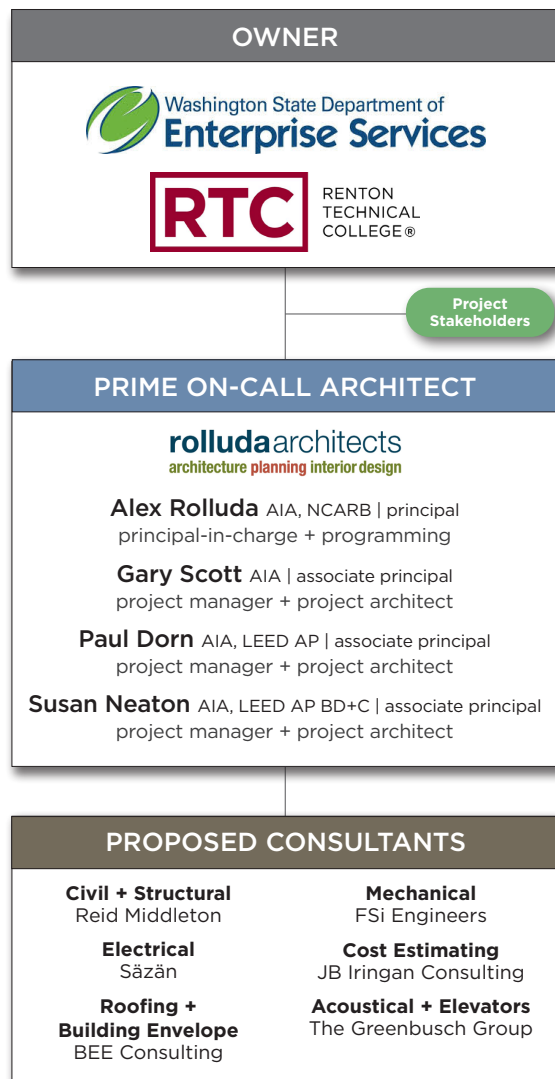 OWNER
Washington State Department of
Enterprise Services
RTC
RENTON
TECHNICAL
COLLEGE®
Project
Stakeholders
PRIME ON-CALL ARCHITECT
rolludaarchitects
architecture planning interior design
Alex Rolluda AIA, NCARB | principal
principal-in-charge + programming
Gary Scott AIA | associate principal
project manager + project architect
Paul Dorn AIA, LEED AP | associate principal
project manager + project architect
Susan Neaton AIA, LEED AP BD+C | associate principal
project manager + project architect
PROPOSED CONSULTANTS
Civil + Structural
Reid Middleton
Electrical
Säzän
Roofing +
Building Envelope
BEE Consulting
Mechanical
FSi Engineers
Cost Estimating
JB Iringan Consulting
Acoustical + Elevators
The Greenbusch Group